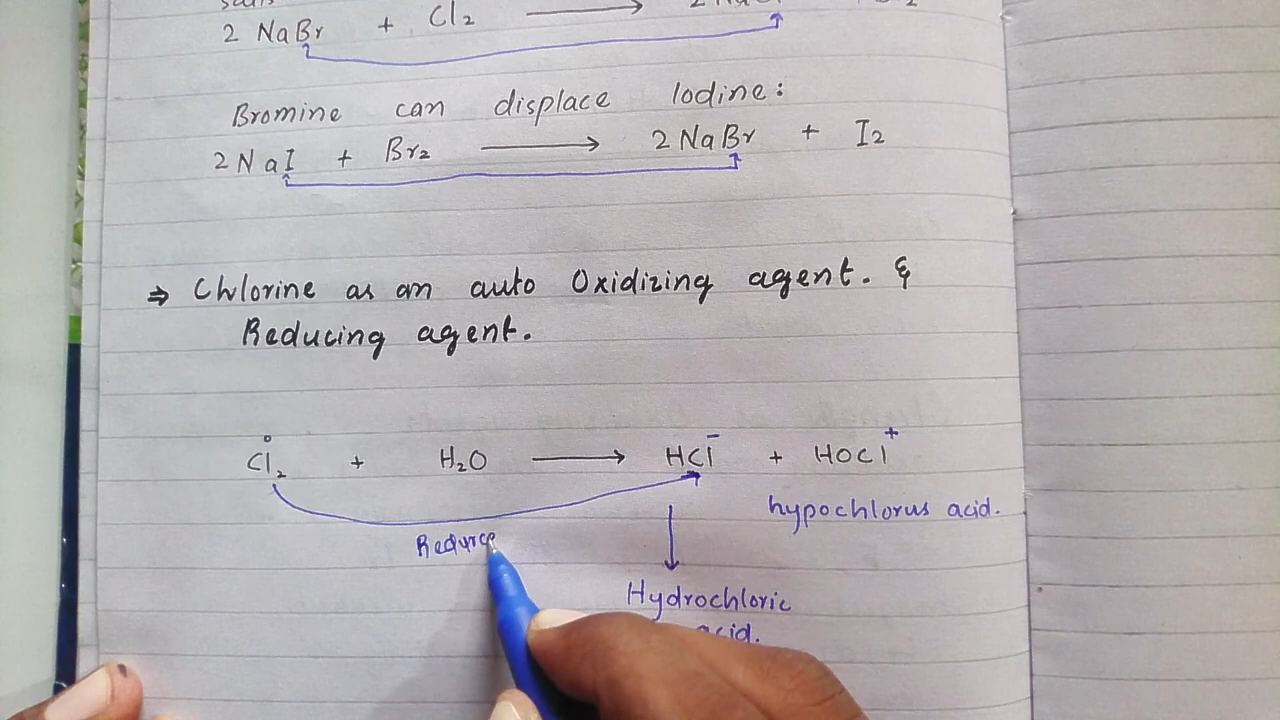 2 NaBr + Cl2 ⟶
Bromine can displace Iodine:
2 NaI + Br2 ⟶ 2 NaBr + I2
⇒ Chlorine as an auto Oxidizing agent. &
Reducing agent.
Cl2° + H2O ⟶ HCl⁻ + HOCl⁺
hypochlorus acid.
Reduce
Hydrochloric
acid.